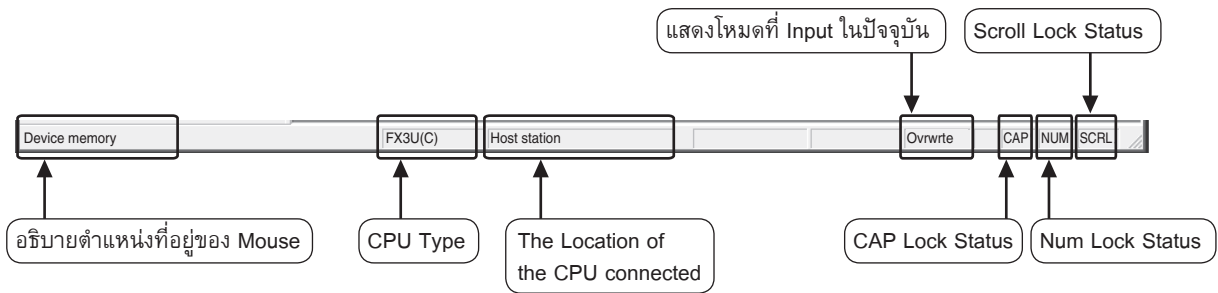 แสดงโหมดที่ Input ในปัจจุบัน
Scroll Lock Status
Device memory
FX3U(C)
Host station
Ovrwrte
CAP
NUM
SCRL
อธิบายตำแหน่งที่อยู่ของ Mouse
CPU Type
The Location of
the CPU connected
CAP Lock Status
Num Lock Status